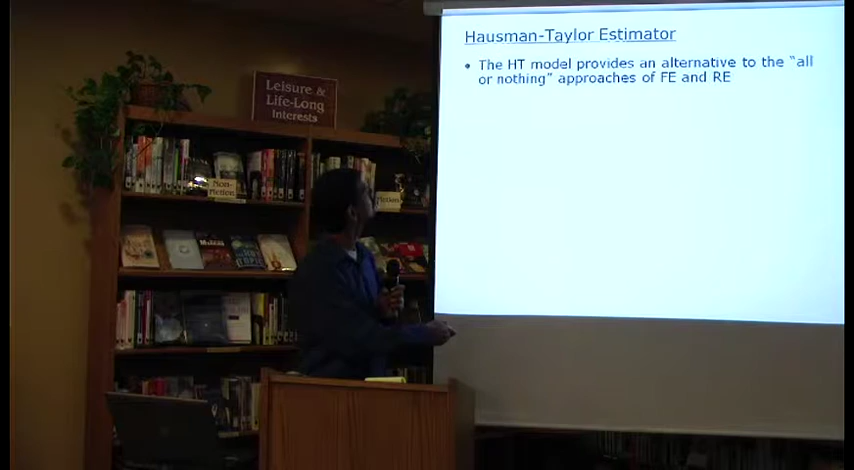 Hausman-Taylor Estimator
• The HT model provides an alternative to the "all
or nothing" approaches of FE and RE
Leisure &
Life-Long
Interests
Non-
Fiction
Fiction